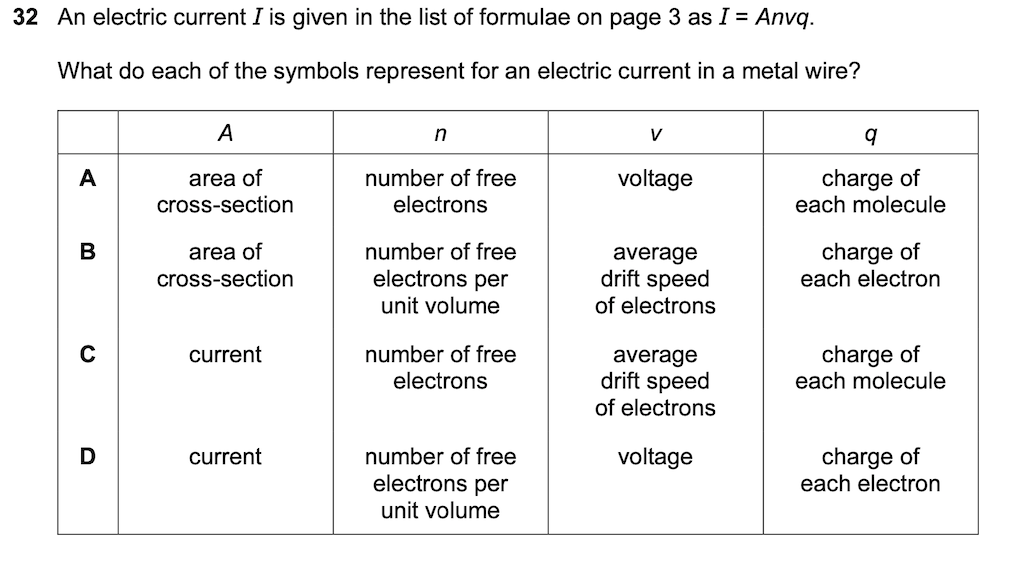 32 An electric current I is given in the list of formulae on page 3 as I = Anvq.
What do each of the symbols represent for an electric current in a metal wire?
A n v q
A area of cross-section number of free electrons voltage charge of each molecule
B area of cross-section number of free electrons per unit volume average drift speed of electrons charge of each electron
C current number of free electrons average drift speed of electrons charge of each molecule
D current number of free electrons per unit volume voltage charge of each electron